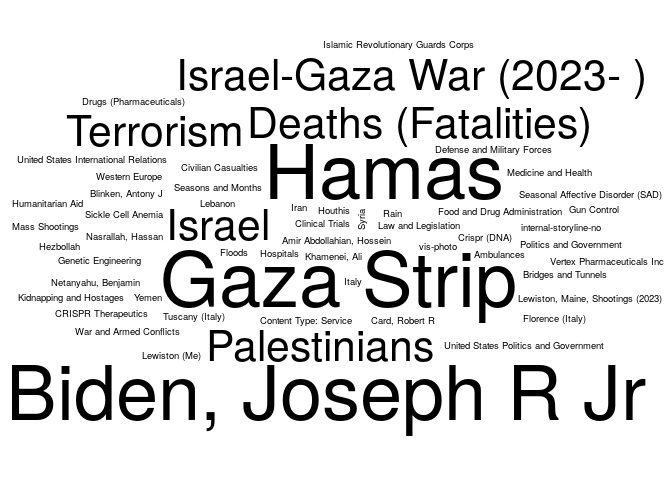 Islamic Revolutionary Guards Corps
Israel-Gaza War (2023- )
Drugs (Pharmaceuticals)
Terrorism
Deaths (Fatalities)
Defense and Military Forces
United States International Relations
Civilian Casualties
Hamas
Medicine and Health
Western Europe
Seasons and Months
Blinken, Antony J
Seasonal Affective Disorder (SAD)
Humanitarian Aid
Lebanon
Iran
Houthis
Syria
Rain
Food and Drug Administration
Gun Control
Sickle Cell Anemia
Israel
Clinical Trials
Law and Legislation
internal-storyline-no
Mass Shootings
Nasrallah, Hassan
Amir Abdollahian, Hossein
Crispr (DNA)
Hezbollah
vis-photo
Politics and Government
Floods
Hospitals
Khamenei, Ali
Ambulances
Genetic Engineering
Vertex Pharmaceuticals Inc
Gaza Strip
Bridges and Tunnels
Netanyahu, Benjamin
Italy
Kidnapping and Hostages
Yemen
Lewiston, Maine, Shootings (2023)
CRISPR Therapeutics
Tuscany (Italy)
Content Type: Service
Card, Robert R
Florence (Italy)
War and Armed Conflicts
Palestinians
United States Politics and Government
Lewiston (Me)
Biden, Joseph R Jr